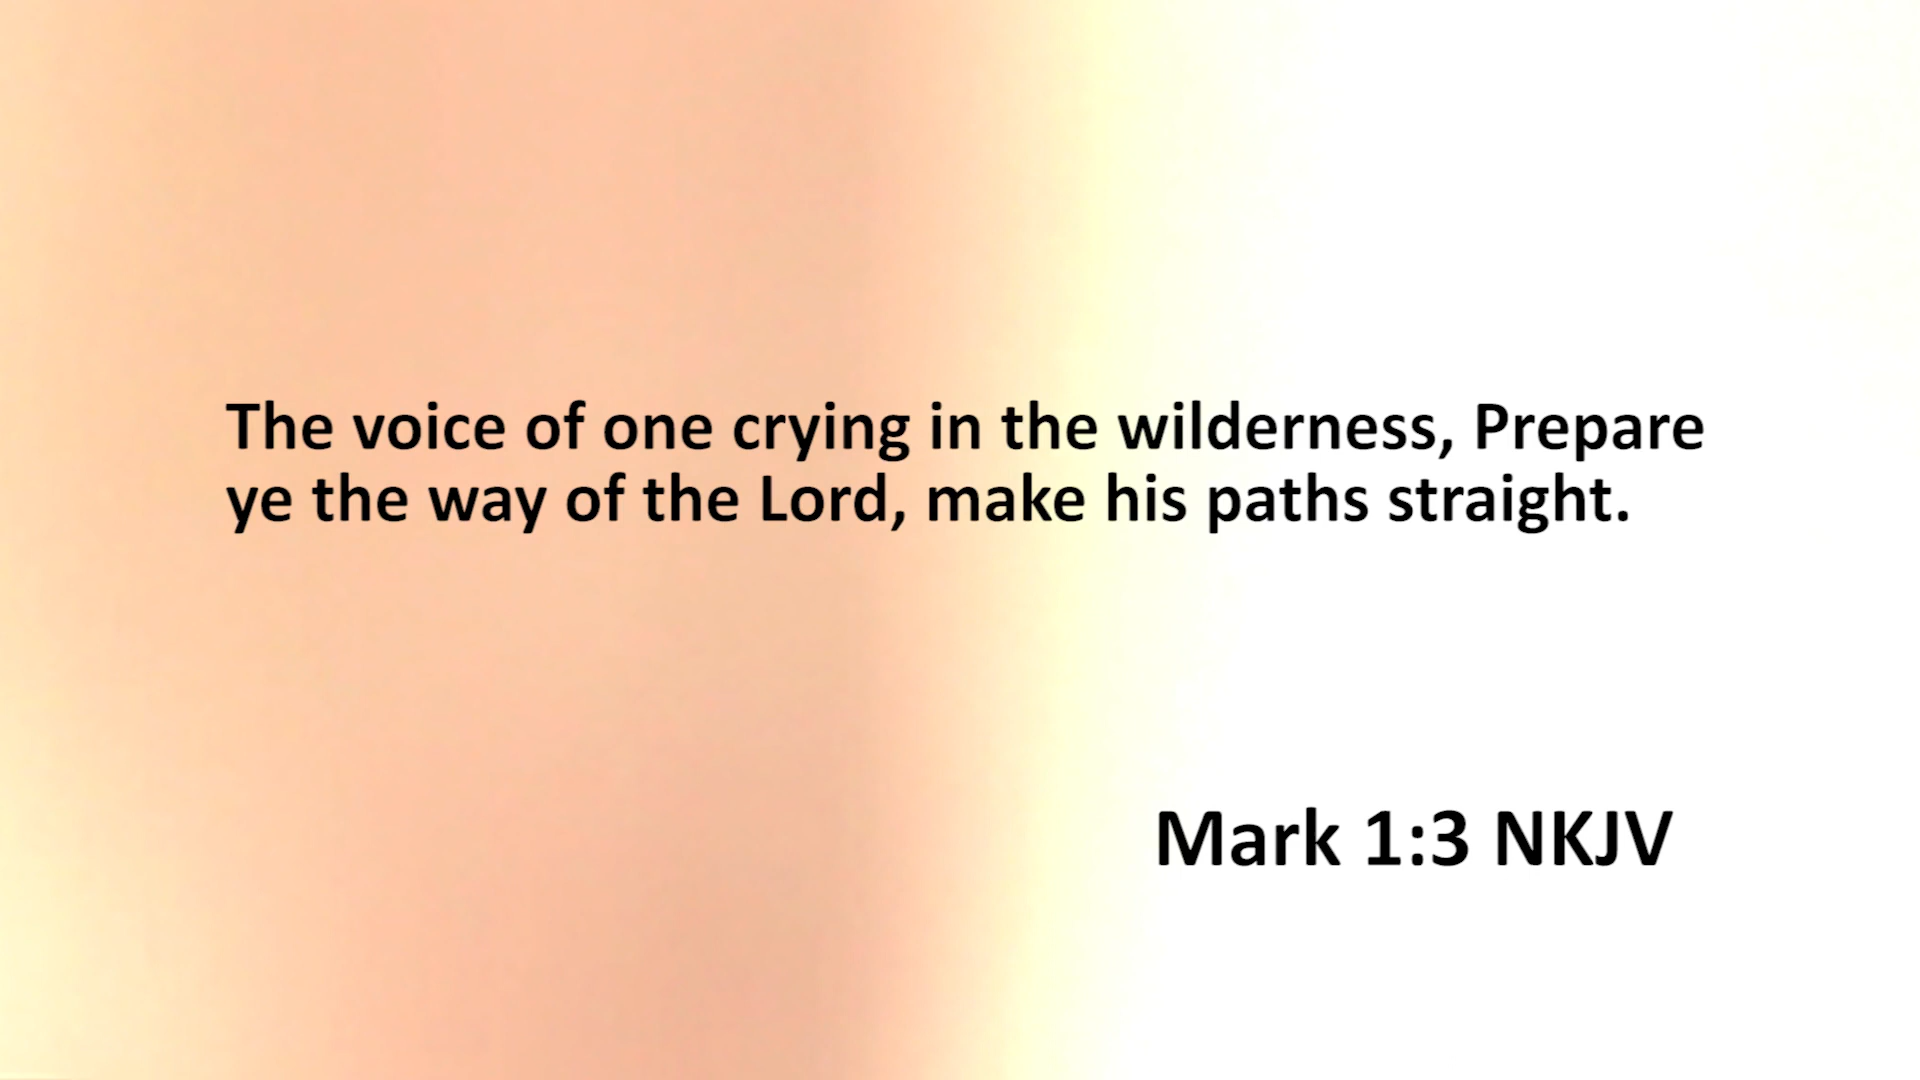 The voice of one crying in the wilderness, Prepare
ye the way of the Lord, make his paths straight.
Mark 1:3 NKJV